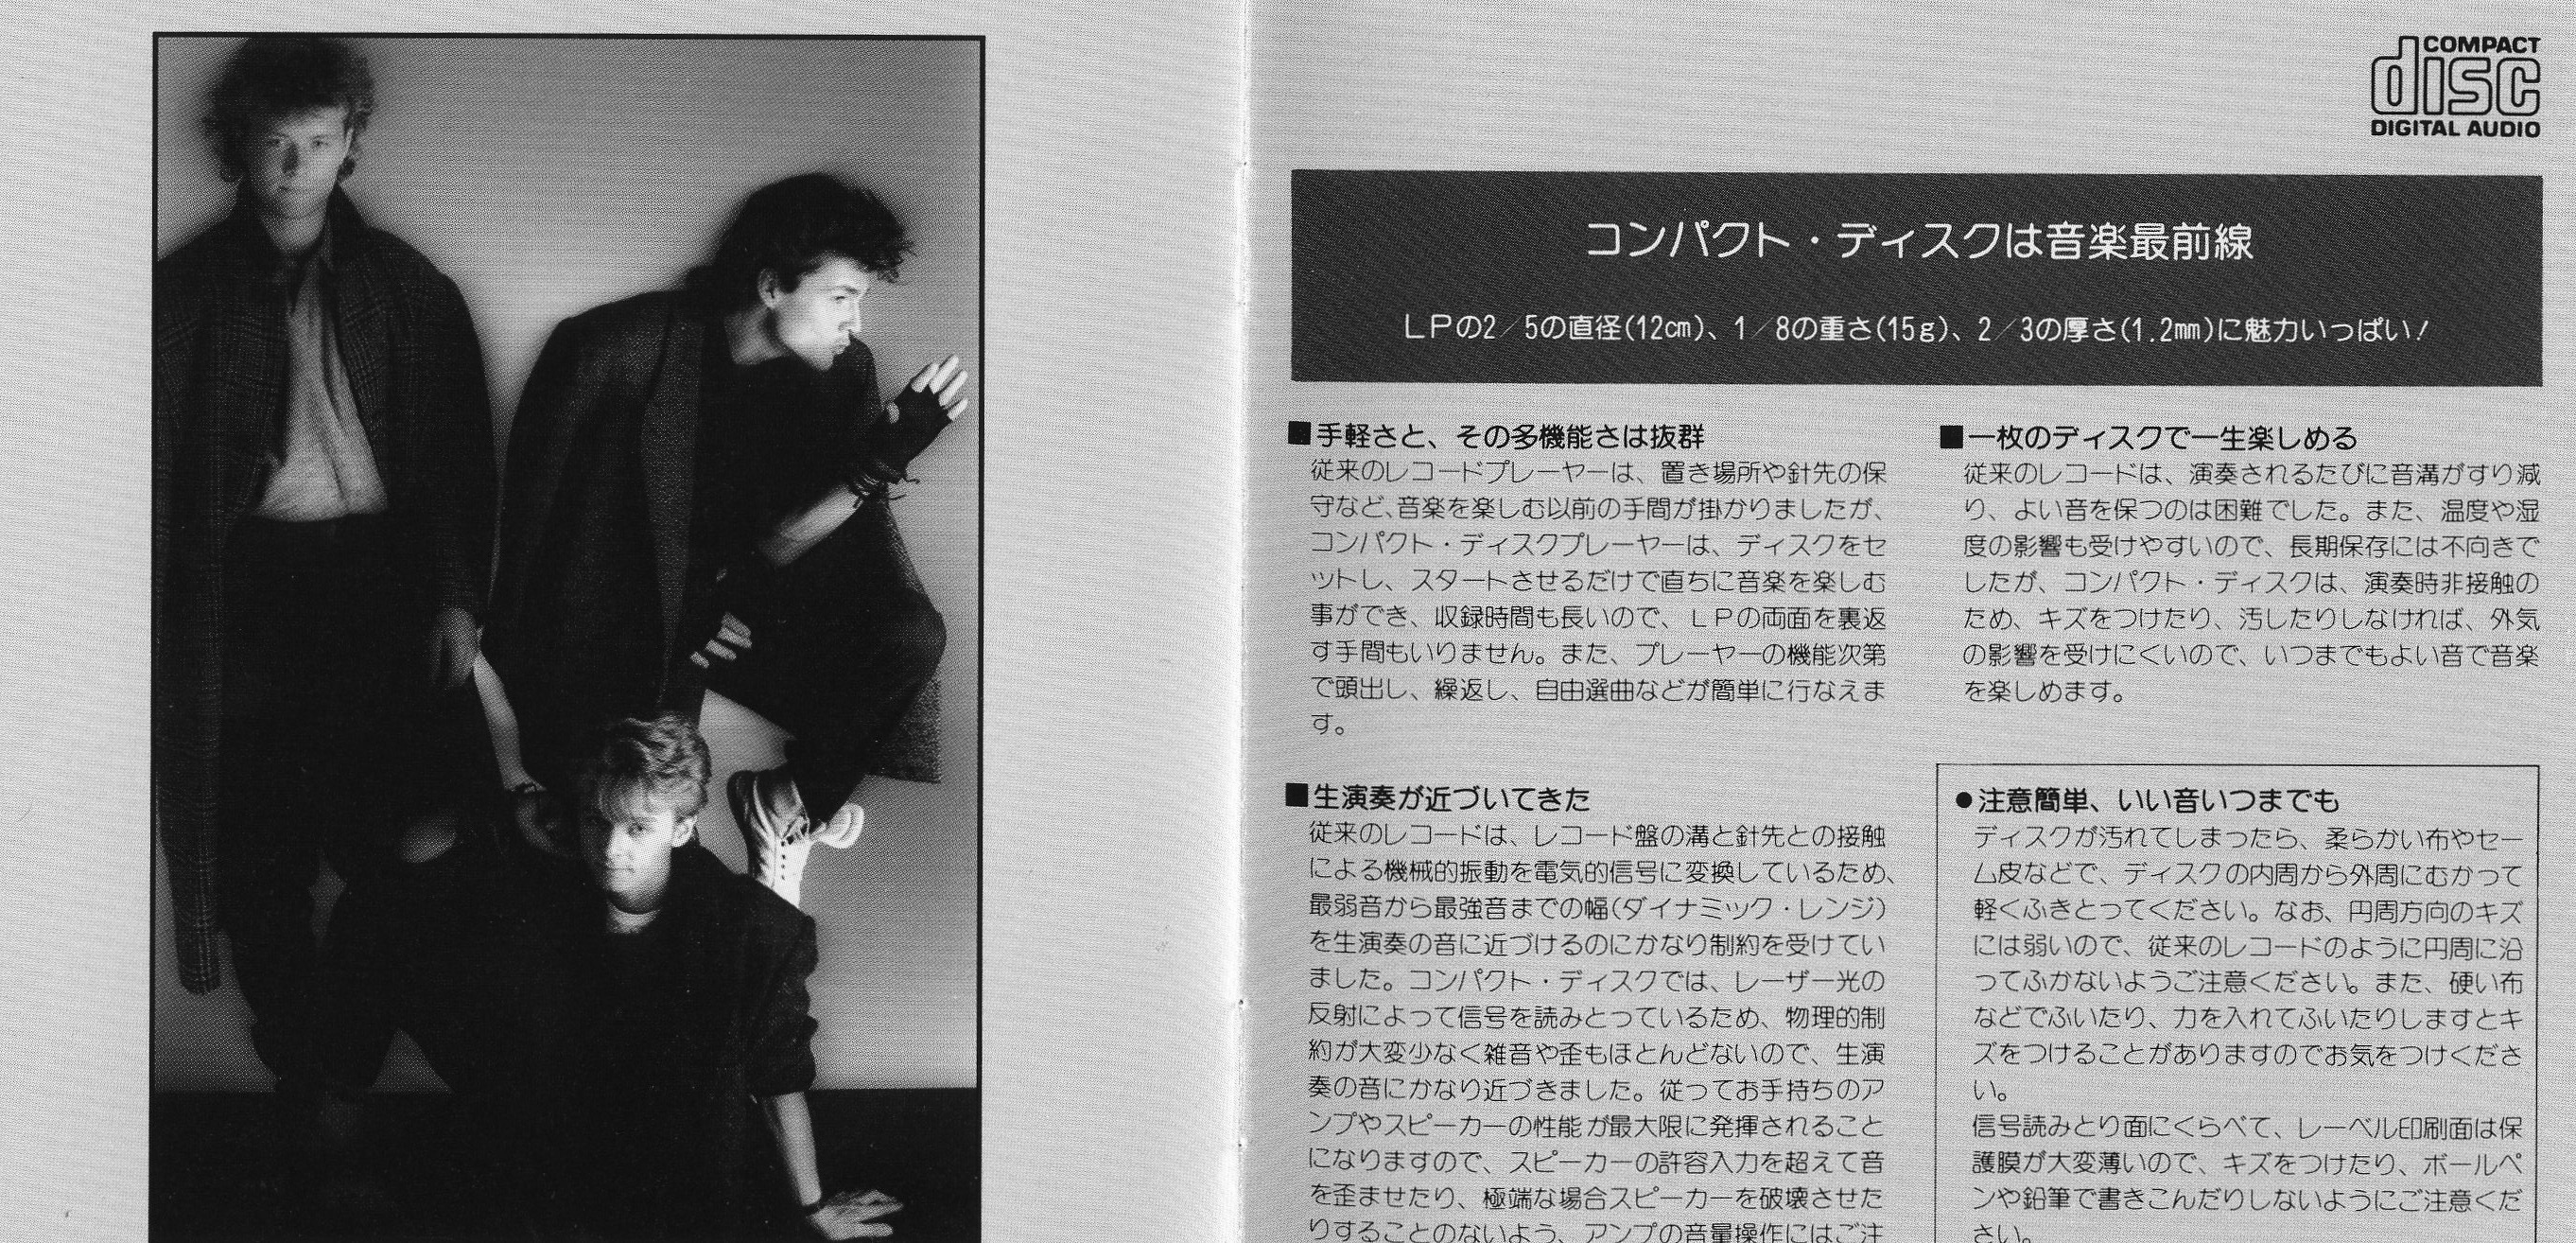 COMPACT
disc
DIGITAL AUDIO
コンパクト・ディスクは音楽最前線
LPの2/5の直径(12cm)、1/8の重さ(15g)、2/3の厚さ(1.2mm)に魅力いっぱい!
■手軽さと、その多機能さは抜群
従来のレコードプレーヤーは、置き場所や針先の保
守など、音楽を楽しむ以前の手間が掛かりましたが、
コンパクト・ディスクプレーヤーは、ディスクをセ
ットし、スタートさせるだけで直ちに音楽を楽しむ
事ができ、収録時間も長いので、LPの両面を裏返
す手間もいりません。また、プレーヤーの機能次第
で頭出し、繰返し、自由選曲などが簡単に行なえま
す。
■生演奏が近づいてきた
従来のレコードは、レコード盤の溝と針先との接触
による機械的振動を電気的信号に変換しているため、
最弱音から最強音までの幅(ダイナミック・レンジ)
を生演奏の音に近づけるのにかなり制約を受けてい
ました。コンパクト・ディスクでは、レーザー光の
反射によって信号を読みとっているため、物理的制
約が大変少なく雑音や歪もほとんどないので、生演
奏の音にかなり近づきました。従ってお手持ちのア
ンプやスピーカーの性能が最大限に発揮されること
になりますので、スピーカーの許容入力を超えて音
を歪ませたり、極端な場合スピーカーを破壊させた
りすることのないよう、アンプの音量操作にはご注
■一枚のディスクで一生楽しめる
従来のレコードは、演奏されるたびに音溝がすり減
り、よい音を保つのは困難でした。また、温度や湿
度の影響も受けやすいので、長期保存には不向きで
したが、コンパクト・ディスクは、演奏時非接触の
ため、キズをつけたり、汚したりしなければ、外気
の影響を受けにくいので、いつまでもよい音で音楽
を楽しめます。
●注意簡単、いい音いつまでも
ディスクが汚れてしまったら、柔らかい布やセー
ム皮などで、ディスクの内周から外周にむかって
軽くふきとってください。なお、円周方向のキズ
には弱いので、従来のレコードのように円周に沿
ってふかないようご注意ください。また、硬い布
などでふいたり、力を入れてふいたりしますとキ
ズをつけることがありますのでお気をつけくださ
い。
信号読みとり面にくらべて、レーベル印刷面は保
護膜が大変薄いので、キズをつけたり、ボールペ
ンや鉛筆で書きこんだりしないようにご注意くだ
さい。